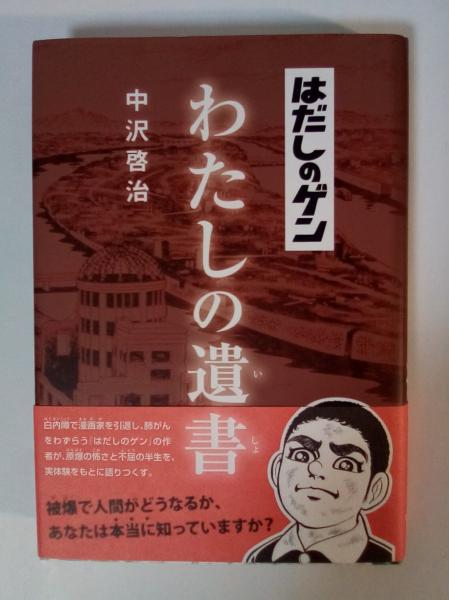 はだしのゲン
わたしの遺書
い
しょ
中沢啓治
白内障で漫画家を引退し、肺がん
をわずらう『はだしのゲン』の作
者が、原爆の怖さと不屈の半生を、
実体験をもとに語りつくす。
被爆で人間がどうなるか、
あなたは本当に知っていますか？